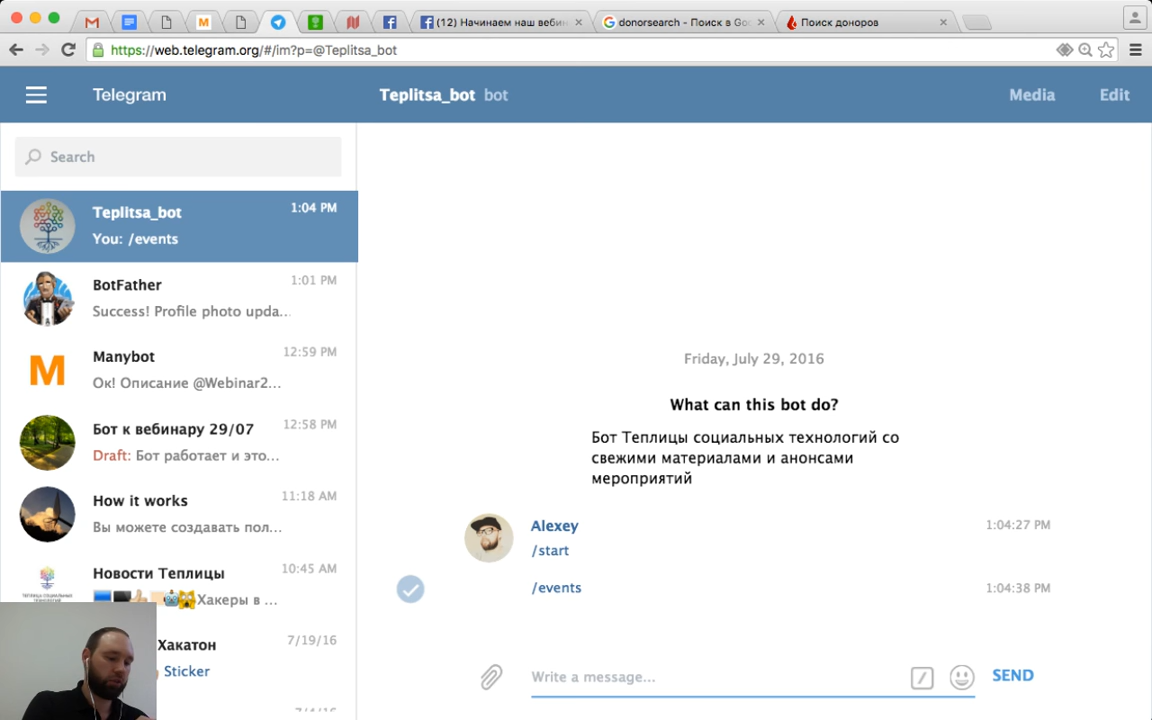 (12) Начинаем наш вебин
donorsearch - Поиск в Goo
Поиск доноров
https://web.telegram.org/#/im?p=@Teplitsa_bot
Telegram
Teplitsa_bot bot
Media
Edit
Search
Teplitsa_bot
1:04 PM
You: /events
BotFather
1:01 PM
Success! Profile photo upda...
M
Manybot
12:59 PM
Ок! Описание @Webinar2...
Бот к вебинару 29/07
12:58 PM
Draft: Бот работает и это...
How it works
11:18 AM
Вы можете создавать пол...
Новости Теплицы
10:45 AM
Хакеры в ...
Хакатон
7/19/16
Sticker
Friday, July 29, 2016
What can this bot do?
Бот Теплицы социальных технологий со
свежими материалами и анонсами
мероприятий
Alexey
1:04:27 PM
/start
/events
1:04:38 PM
Write a message...
SEND